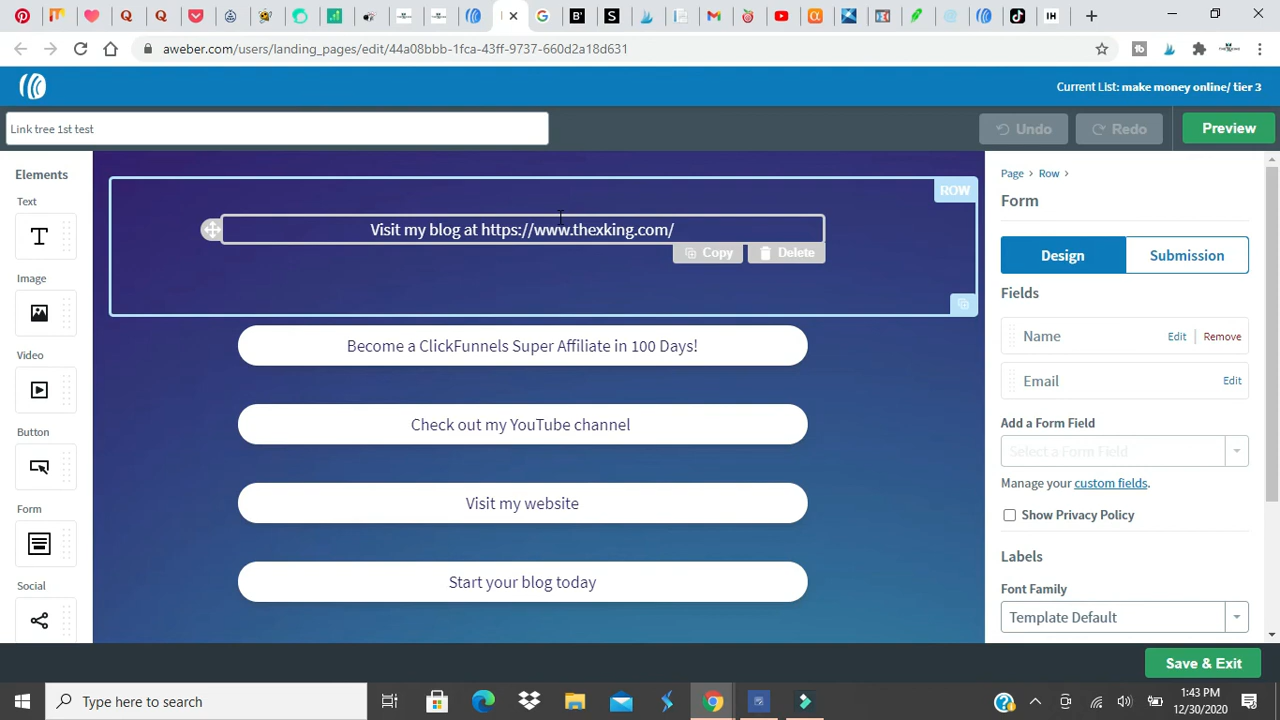 aweber.com/users/landing_pages/edit/44a08bbb-1fca-43ff-9737-660d2a18d631
Current List: make money online/ tier 3
Link tree 1st test
Undo
Redo
Preview
Elements
Text
Image
Video
Button
Form
Social
ROW
Visit my blog at https://www.thexking.com/
Copy
Delete
Become a ClickFunnels Super Affiliate in 100 Days!
Check out my YouTube channel
Visit my website
Start your blog today
Page > Row >
Form
Design
Submission
Fields
Name Edit | Remove
Email Edit
Add a Form Field
Select a Form Field
Manage your custom fields.
Show Privacy Policy
Labels
Font Family
Template Default
Save & Exit
Type here to search
1:43 PM
12/30/2020